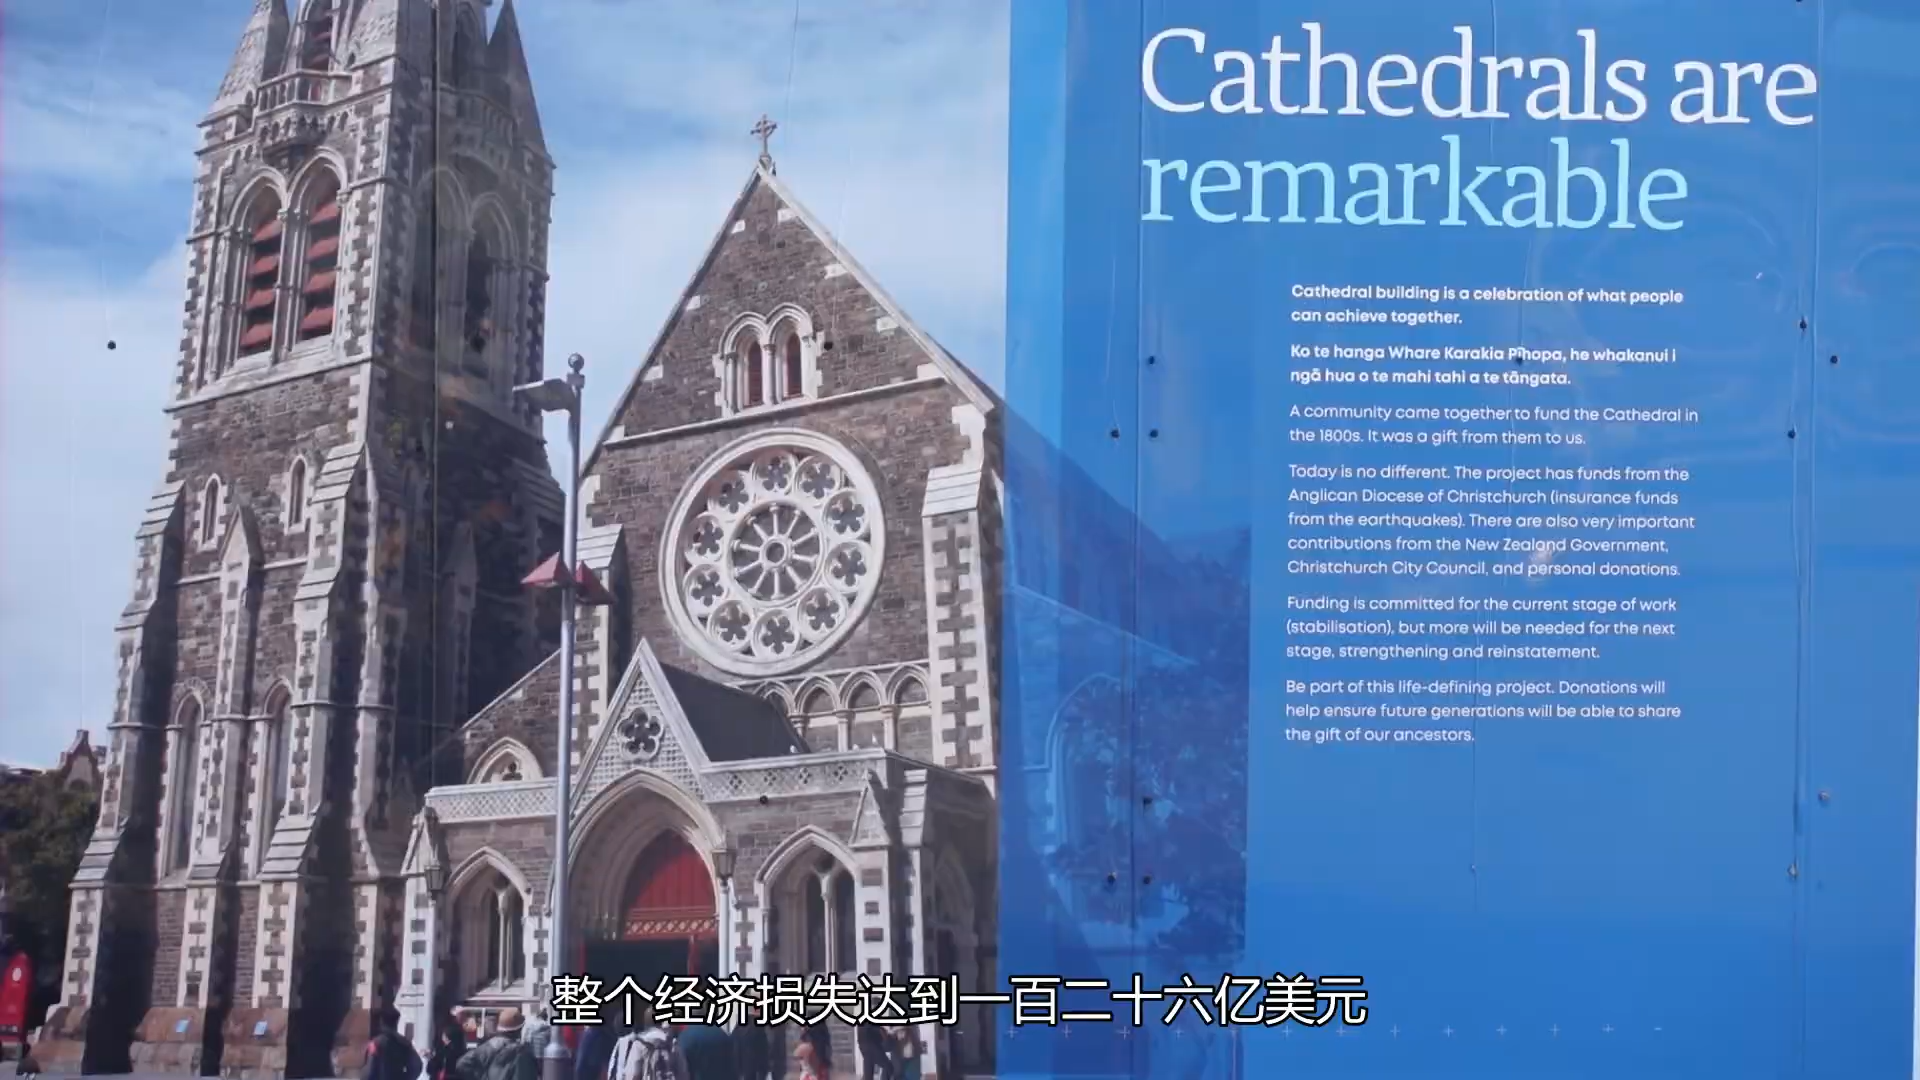 Cathedrals are
remarkable
Cathedral building is a celebration of what people
can achieve together.
Ko te hanga Whare Karakia Pīhopa, he whakanui i
ngā hua o te mahi tahi a te tāngata.
A community came together to fund the Cathedral in
the 1800s. It was a gift from them to us.
Today is no different. The project has funds from the
Anglican Diocese of Christchurch (insurance funds
from the earthquakes). There are also very important
contributions from the New Zealand Government,
Christchurch City Council, and personal donations.
Funding is committed for the current stage of work
(stabilisation), but more will be needed for the next
stage, strengthening and reinstatement.
Be part of this life-defining project. Donations will
help ensure future generations will be able to share
the gift of our ancestors.
整个经济损失达到一百二十六亿美元